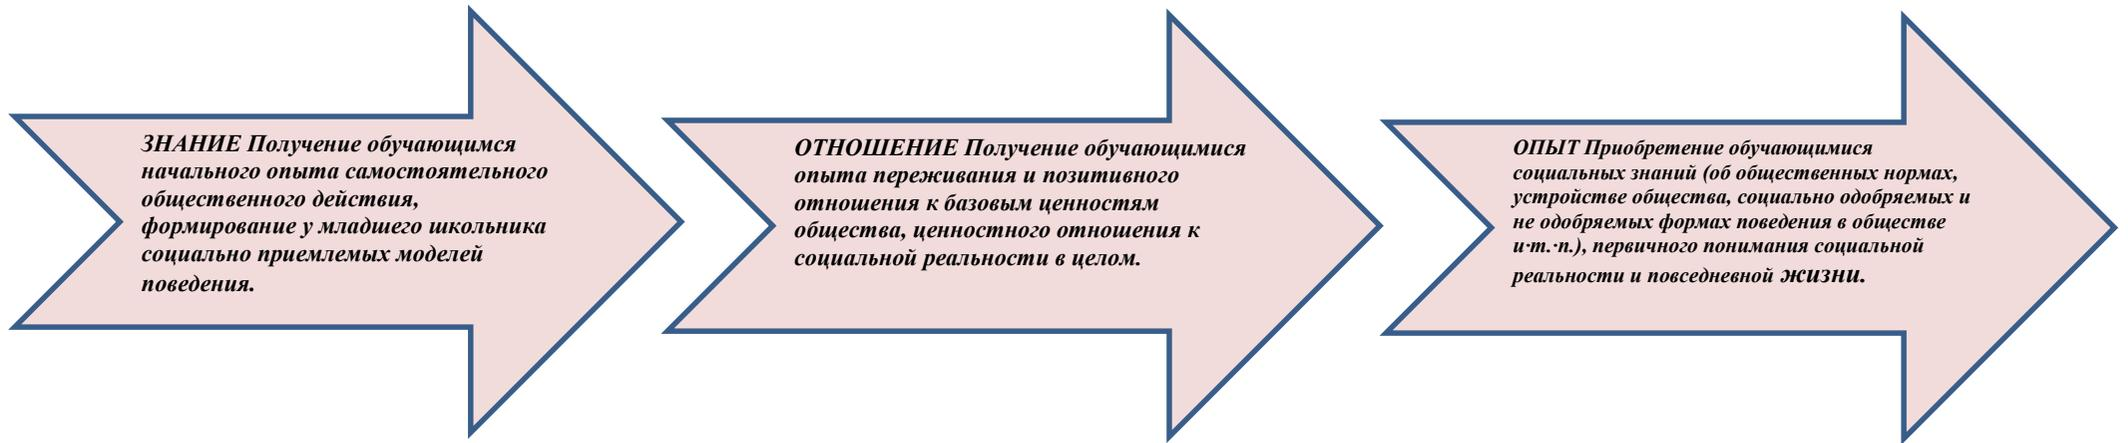 ЗНАНИЕ Получение обучающимся
начального опыта самостоятельного
общественного действия,
формирование у младшего школьника
социально приемлемых моделей
поведения.
ОТНОШЕНИЕ Получение обучающимися
опыта переживания и позитивного
отношения к базовым ценностям
общества, ценностного отношения к
социальной реальности в целом.
ОПЫТ Приобретение обучающимися
социальных знаний (об общественных нормах,
устройстве общества, социально одобряемых и
не одобряемых формах поведения в обществе
и·т.·п.), первичного понимания социальной
реальности и повседневной жизни.